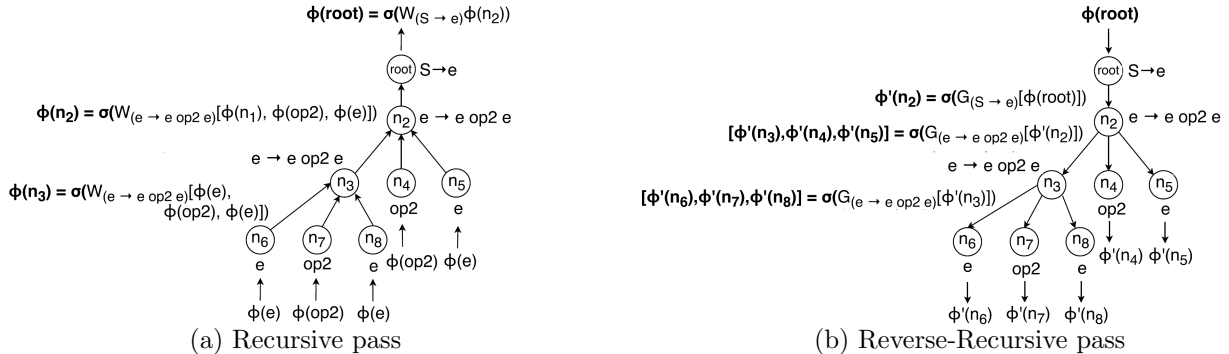 ϕ(root) = σ(W(S → e)ϕ(n2))
root S→e
ϕ(n2) = σ(W(e → e op2 e)[ϕ(n1), ϕ(op2), ϕ(e)])
n2 e → e op2 e
e → e op2 e
ϕ(n3) = σ(W(e → e op2 e)[ϕ(e),
ϕ(op2), ϕ(e)])
n3 n4 n5
op2 e
n6 n7 n8
e op2 e
ϕ(op2) ϕ(e)
ϕ(e) ϕ(op2) ϕ(e)
(a) Recursive pass
ϕ(root)
root S→e
ϕ'(n2) = σ(G(S → e)[ϕ(root)])
n2 e → e op2 e
[ϕ'(n3),ϕ'(n4),ϕ'(n5)] = σ(G(e → e op2 e)[ϕ'(n2)])
e → e op2 e
[ϕ'(n6),ϕ'(n7),ϕ'(n8)] = σ(G(e → e op2 e)[ϕ'(n3)])
n3 n4 n5
op2 e
n6 n7 n8
e op2 e
ϕ'(n4) ϕ'(n5)
ϕ'(n6) ϕ'(n7) ϕ'(n8)
(b) Reverse-Recursive pass